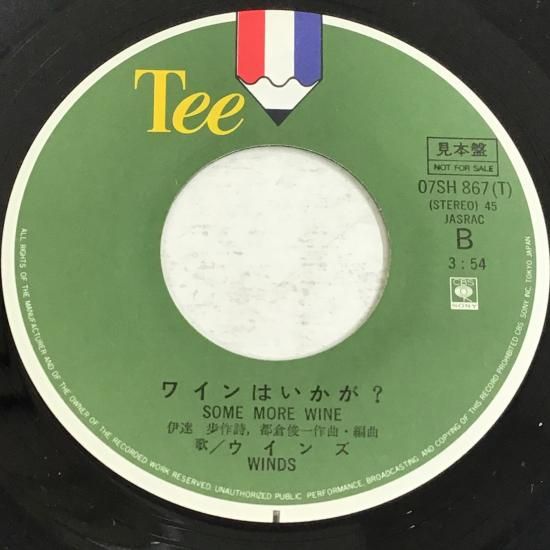 Tee
見本盤
NOT FOR SALE
07SH 867(T)
(STEREO) 45
JASRAC
B
3:54
CBS
SONY
ワインはいかが?
SOME MORE WINE
伊達 歩作詩, 都倉俊一作曲・編曲
歌/ウインズ
WINDS
ALL RIGHTS OF THE MANUFACTURER AND OF THE OWNER OF THE RECORDED WORK RESERVED. UNAUTHORIZED PUBLIC PERFORMANCE, BROADCASTING AND COPYING OF THIS RECORD PROHIBITED CBS SONY INC. TOKYO JAPAN